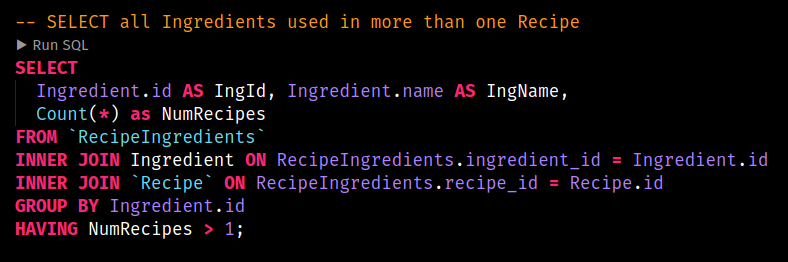 -- SELECT all Ingredients used in more than one Recipe
▶ Run SQL
SELECT
Ingredient.id AS IngId, Ingredient.name AS IngName,
Count(*) as NumRecipes
FROM `RecipeIngredients`
INNER JOIN Ingredient ON RecipeIngredients.ingredient_id = Ingredient.id
INNER JOIN `Recipe` ON RecipeIngredients.recipe_id = Recipe.id
GROUP BY Ingredient.id
HAVING NumRecipes > 1;